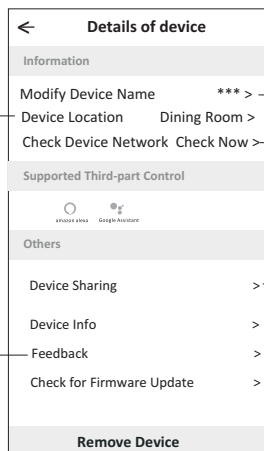 ← Details of device
Information
Modify Device Name *** >
Device Location Dining Room >
Check Device Network Check Now >
Supported Third-part Control
amazon alexa Google Assistant
Others
Device Sharing >
Device Info >
Feedback >
Check for Firmware Update >
Remove Device